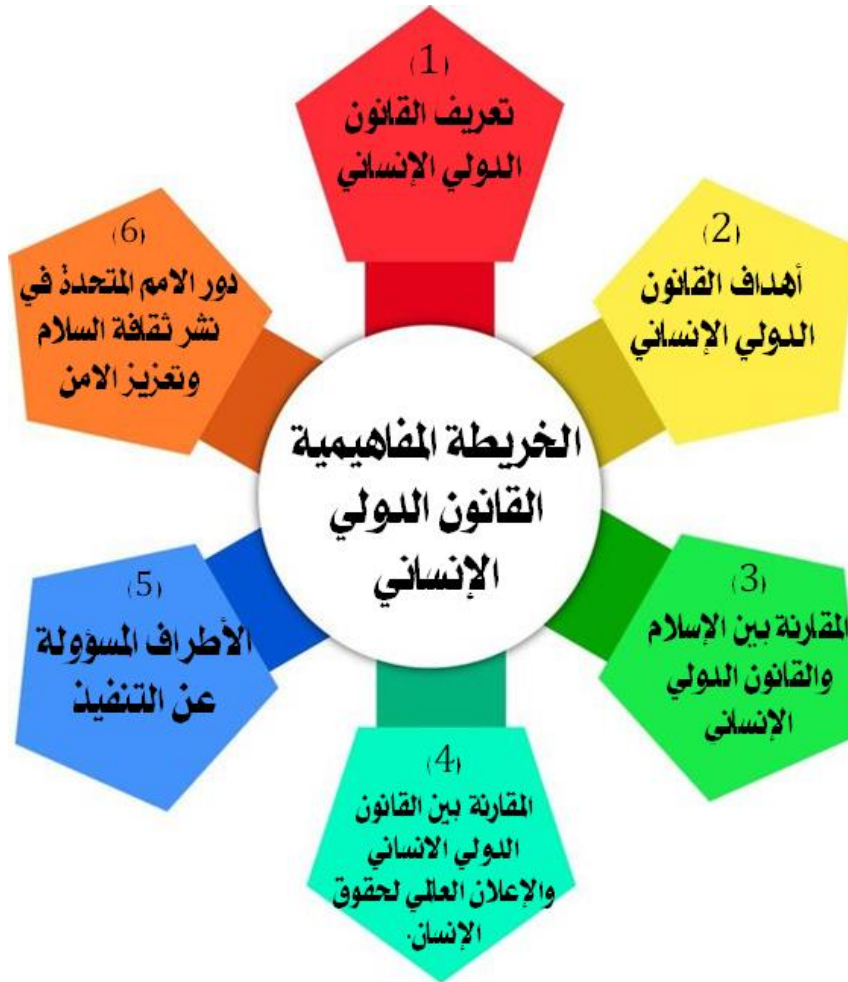 الخريطة المفاهيمية
القانون الدولي
الإنساني
(1)
تعريف القانون
الدولي الإنساني
(2)
أهداف القانون
الدولي الإنساني
(3)
المقارنة بين الإسلام
والقانون الدولي
الإنساني
(4)
المقارنة بين القانون
الدولي الانساني
والإعلان العالمي لحقوق
الإنسان.
(5)
الأطراف المسؤولة
عن التنفيذ
(6)
دور الامم المتحدة في
نشر ثقافة السلام
وتعزيز الامن